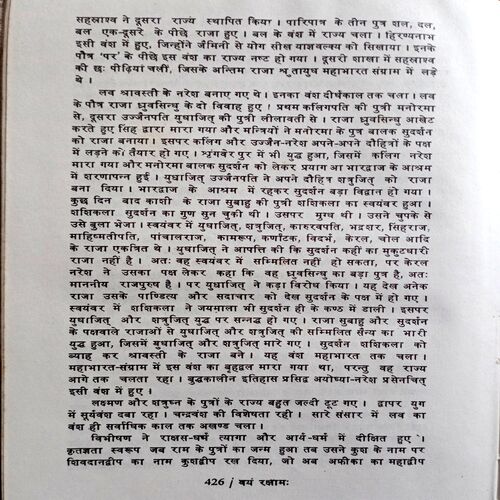 सहस्राश्व ने दूसरा राज्य स्थापित किया । पारिपात्र के तीन पुत्र शल, दल,
बल एक-दूसरे के पीछे राजा हुए । बल के वंश में राज्य चला । हिरण्यनाभ
इसी वंश में हुए, जिन्होंने जैमिनी से योग सीख याज्ञवल्क्य को सिखाया । इनके
पौत्र 'पर' के पीछे इस वंश का राज्य नष्ट हो गया । दूसरी शाखा में सहस्राश्व
की छः पीढ़ियां चलीं, जिसके अन्तिम राजा श्रुतायुध महाभारत संग्राम में लड़े
थे ।
लव श्रावस्ती के नरेश बनाए गए थे । इनका वंश दीर्घकाल तक चला । लव
के पौत्र राजा ध्रुवसिन्धु के दो विवाह हुए । प्रथम कलिंगपति की पुत्री मनोरमा
से, दूसरा उज्जैनपति युधाजित् की पुत्री लीलावती से । राजा ध्रुवसिन्धु आखेट
करते हुए सिंह द्वारा मारा गया और मन्त्रियों ने मनोरमा के पुत्र बालक सुदर्शन
को राजा बनाया । इसपर कलिंग और उज्जैन-नरेश अपने-अपने दौहित्रों के पक्ष
में लड़ने को तैयार हो गए । श्रृंगवेर पुर में भी युद्ध हुआ, जिसमें कलिंग नरेश
मारा गया और मनोरमा बालक सुदर्शन को लेकर प्रयाग आ भारद्वाज के आश्रम
में शरणापन्न हुई । युधाजित् उज्जैनपति ने अपने दौहित्र शत्रुजित् को राजा
बना दिया । भारद्वाज के आश्रम में रहकर सुदर्शन बड़ा विद्वान हो गया ।
कुछ दिन बाद काशी के राजा सुबाहु की पुत्री शशिकला का स्वयंवर हुआ ।
शशिकला सुदर्शन का गुण सुन चुकी थी । उसपर मुग्ध थी । उसने चुपके से
उसे बुला भेजा । स्वयंवर में युधाजित्, शत्रुजित्, कारुरवपति, भद्रशर, सिंहराज,
माहिष्मतीपति, पांचालराज, कामरूप, कर्णाटक, विदर्भ, केरल, चोल आदि
के राजा एकत्रित थे । युधाजित् ने आपत्ति की कि सुदर्शन कहीं का मुकुटधारी
राजा नहीं है । अतः वह स्वयंवर में सम्मिलित नहीं हो सकता, पर केरल
नरेश ने उसका पक्ष लेकर कहा कि वह ध्रुवसिन्धु का बड़ा पुत्र है, अतः
माननीय राजपुरुष है । पर युधाजित् ने कड़ा विरोध किया । यह देख अनेक
राजा उसके पाण्डित्य और सदाचार को देख सुदर्शन के पक्ष में हो गए ।
स्वयंवर में शशिकला ने जयमाला भी सुदर्शन ही के कण्ठ में डाली । इसपर
युधाजित् और शत्रुजित् युद्ध पर सन्नद्ध हो गए । राजा सुबाहु और सुदर्शन
के पक्षवाले राजाओं से युधाजित् और शत्रुजित् की सम्मिलित सैन्य का भारी
युद्ध हुआ, जिसमें युधाजित् और शत्रुजित् मारे गए । सुदर्शन शशिकला को
ब्याह कर श्रावस्ती के राजा बने । यह वंश महाभारत तक चला ।
महाभारत-संग्राम में इस वंश का बृहद्बल मारा गया था, परन्तु वह राज्य
आगे तक चलता रहा । बुद्धकालीन इतिहास प्रसिद्ध अयोध्या-नरेश प्रसेनजित्
इसी वंश में हुए ।
लक्ष्मण और शत्रुघ्न के पुत्रों के राज्य बहुत जल्दी टूट गए । द्वापर युग
में सूर्यवंश दबा रहा । चन्द्रवंश की विशेषता रही । सारे संसार में लव का
वंश ही सर्वाधिक काल तक अखण्ड चला ।
विभीषण ने राक्षस-धर्म त्यागा और आर्य-धर्म में दीक्षित हुए ।
कृतज्ञता स्वरूप जब राम के पुत्रों का जन्म हुआ तब उसने कुश के नाम पर
शिवदानद्वीप का नाम कुशद्वीप रख दिया, जो अब अफ्रीका का महाद्वीप
426 / वयं रक्षामः